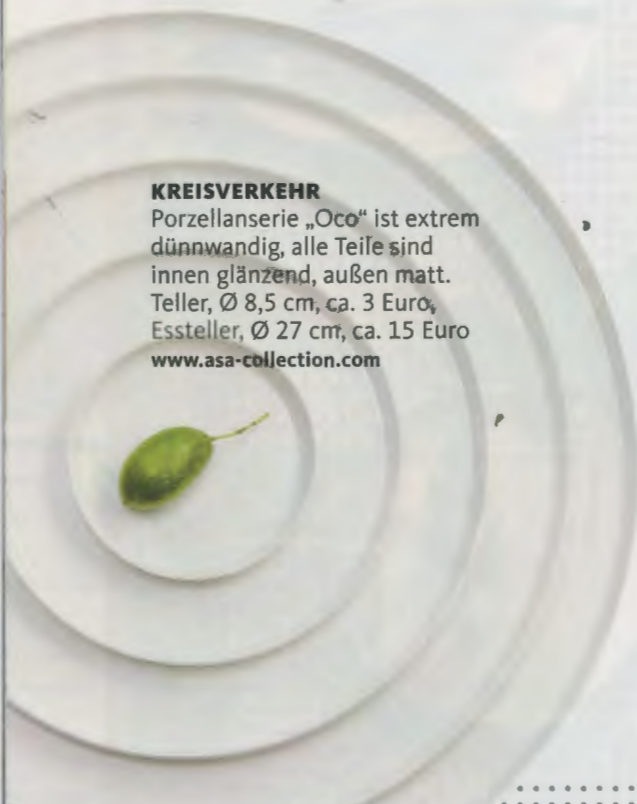 KREISVERKEHR
Porzellanserie „Oco“ ist extrem
dünnwandig, alle Teile sind
innen glänzend, außen matt.
Teller, Ø 8,5 cm, ca. 3 Euro,
Essteller, Ø 27 cm, ca. 15 Euro
www.asa-collection.com